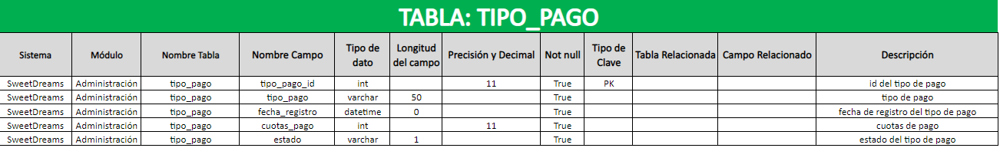 TABLA: TIPO_PAGO
Sistema Módulo Nombre Tabla Nombre Campo Tipo de dato Longitud del campo Precisión y Decimal Not null Tipo de Clave Tabla Relacionada Campo Relacionado Descripción
SweetDreams Administración tipo_pago tipo_pago_id int 11 True PK id del tipo de pago
SweetDreams Administración tipo_pago tipo_pago varchar 50 True tipo de pago
SweetDreams Administración tipo_pago fecha_registro datetime 0 True fecha de registro del tipo de pago
SweetDreams Administración tipo_pago cuotas_pago int 11 True cuotas de pago
SweetDreams Administración tipo_pago estado varchar 1 True estado del tipo de pago